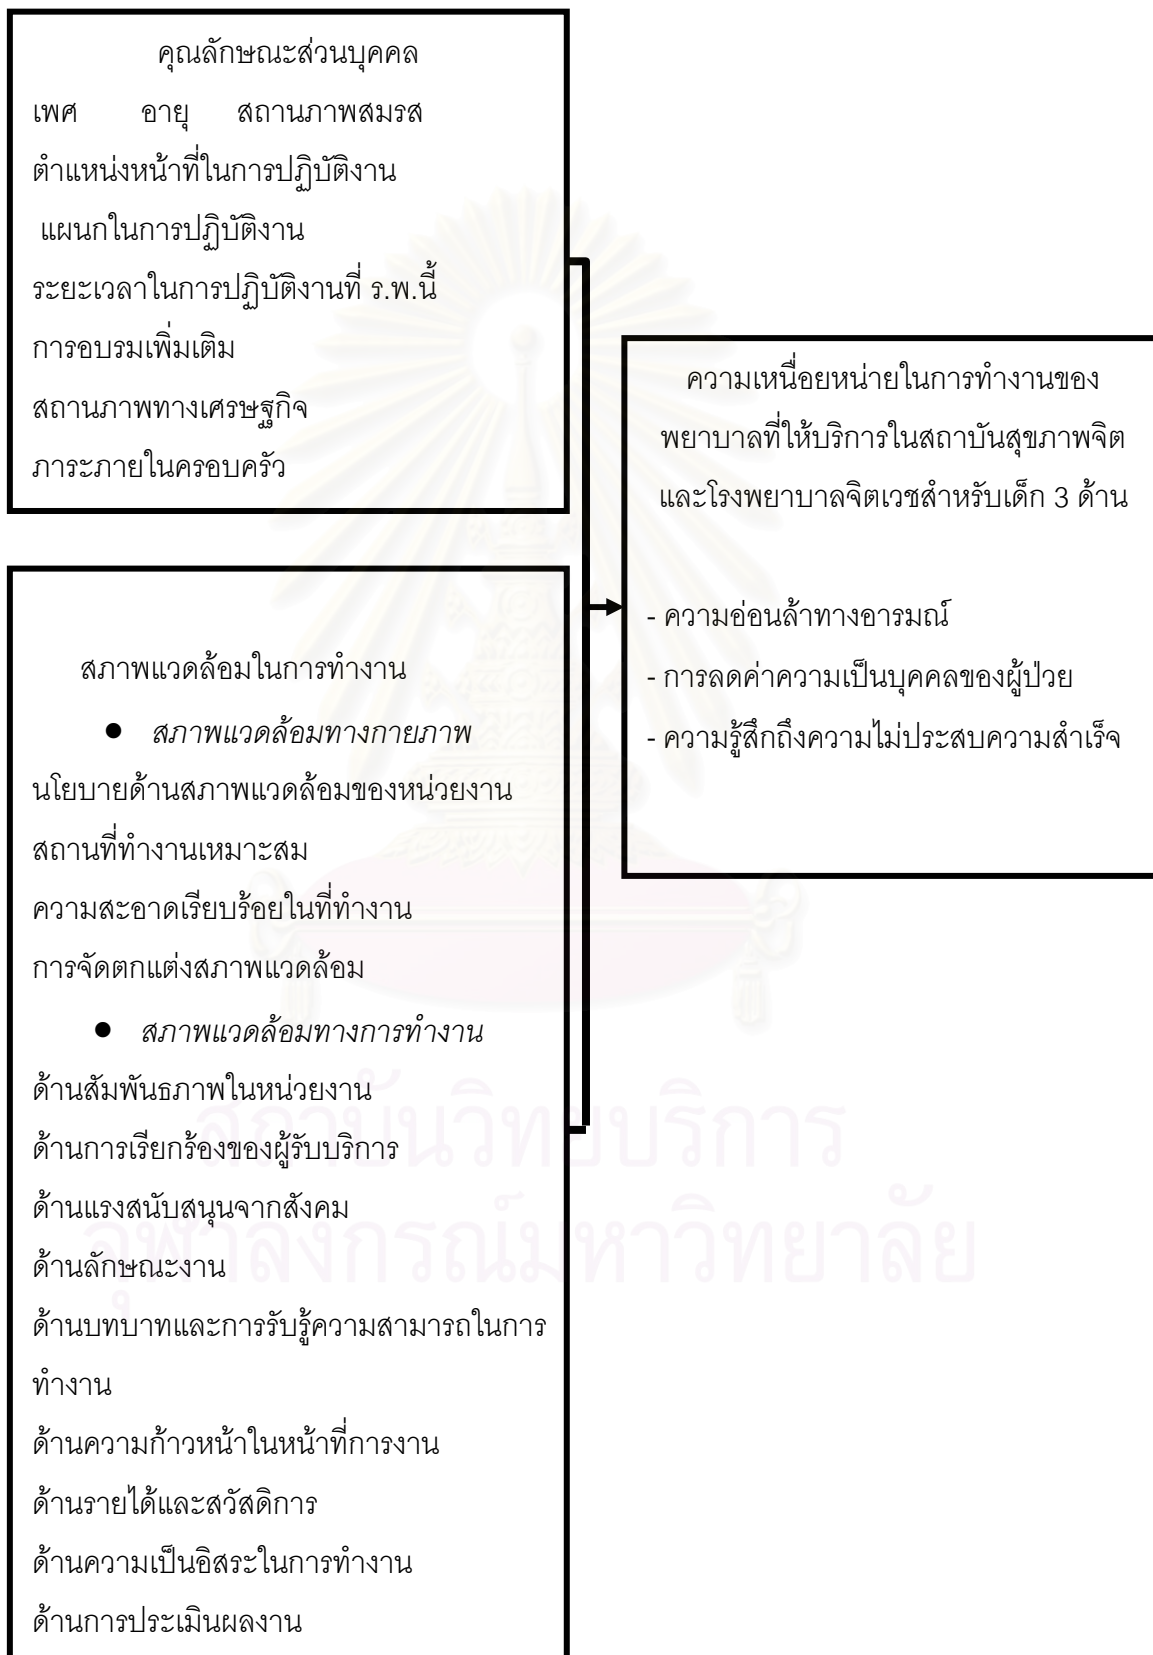 คุณลักษณะส่วนบุคคล
เพศ อายุ สถานภาพสมรส
ตำแหน่งหน้าที่ในการปฏิบัติงาน
แผนกในการปฏิบัติงาน
ระยะเวลาในการปฏิบัติงานที่ ร.พ.นี้
การอบรมเพิ่มเติม
สถานภาพทางเศรษฐกิจ
ภาระภายในครอบครัว
สภาพแวดล้อมในการทำงาน
● สภาพแวดล้อมทางกายภาพ
นโยบายด้านสภาพแวดล้อมของหน่วยงาน
สถานที่ทำงานเหมาะสม
ความสะอาดเรียบร้อยในที่ทำงาน
การจัดตกแต่งสภาพแวดล้อม
● สภาพแวดล้อมทางการทำงาน
ด้านสัมพันธภาพในหน่วยงาน
ด้านการเรียกร้องของผู้รับบริการ
ด้านแรงสนับสนุนจากสังคม
ด้านลักษณะงาน
ด้านบทบาทและการรับรู้ความสามารถในการ
ทำงาน
ด้านความก้าวหน้าในหน้าที่การงาน
ด้านรายได้และสวัสดิการ
ด้านความเป็นอิสระในการทำงาน
ด้านการประเมินผลงาน
ความเหนื่อยหน่ายในการทำงานของ
พยาบาลที่ให้บริการในสถาบันสุขภาพจิต
และโรงพยาบาลจิตเวชสำหรับเด็ก 3 ด้าน
- ความอ่อนล้าทางอารมณ์
- การลดค่าความเป็นบุคคลของผู้ป่วย
- ความรู้สึกถึงความไม่ประสบความสำเร็จ
สถาบันวิทยบริการ
จุฬาลงกรณ์มหาวิทยาลัย